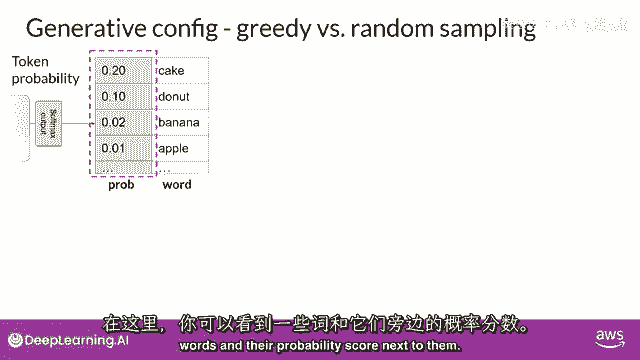 Generative config - greedy vs. random sampling
Token
probability
Softmax
output
0.20 cake
0.10 donut
0.02 banana
0.01 apple
... ...
prob word
在这里，你可以看到一些词和它们旁边的概率分数。
words and their probability score next to them.
DeepLearning.AI
aws